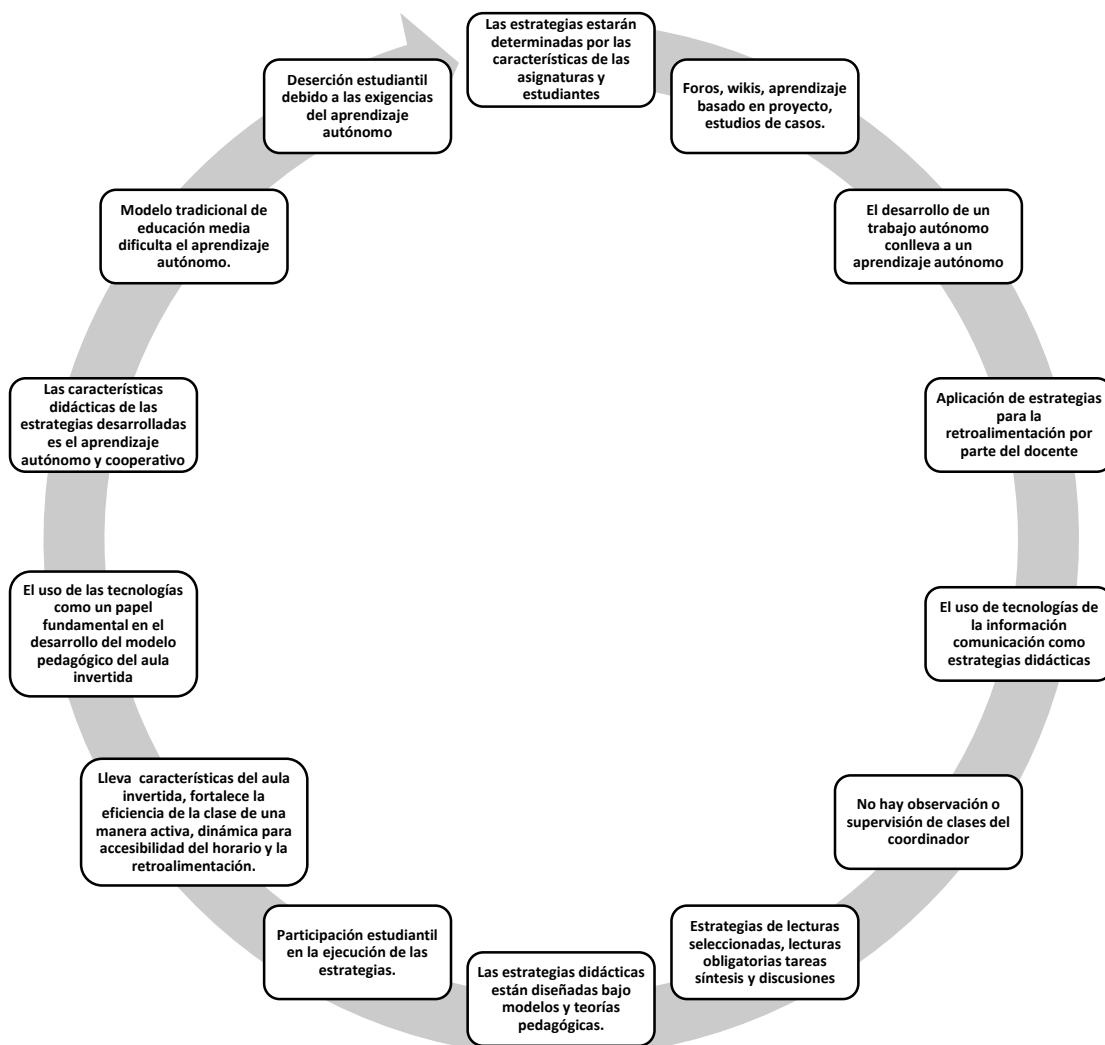 Las estrategias estarán
determinadas por las
características de las
asignaturas y
estudiantes
Foros, wikis, aprendizaje
basado en proyecto,
estudios de casos.
El desarrollo de un
trabajo autónomo
conlleva a un
aprendizaje autónomo
Aplicación de estrategias
para la
retroalimentación por
parte del docente
El uso de tecnologías de
la información
comunicación como
estrategias didácticas
No hay observación o
supervisión de clases del
coordinador
Estrategias de lecturas
seleccionadas, lecturas
obligatorias tareas
síntesis y discusiones
Las estrategias didácticas
están diseñadas bajo
modelos y teorías
pedagógicas.
Participación estudiantil
en la ejecución de las
estrategias.
Lleva características del aula
invertida, fortalece la
eficiencia de la clase de una
manera activa, dinámica para
accesibilidad del horario y la
retroalimentación.
El uso de las tecnologías
como un papel
fundamental en el
desarrollo del modelo
pedagógico del aula
invertida
Las características
didácticas de las
estrategias desarrolladas
es el aprendizaje
autónomo y cooperativo
Modelo tradicional de
educación media
dificulta el aprendizaje
autónomo.
Deserción estudiantil
debido a las exigencias
del aprendizaje
autónomo